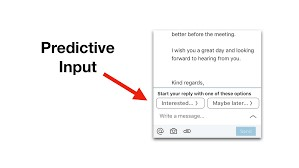 Predictive
Input
better before the meeting.
I wish you a great day and looking
forward to hearing from you.
Kind regards,
Start your reply with one of these options
Interested... )
Maybe later... )
Write a message...
Send